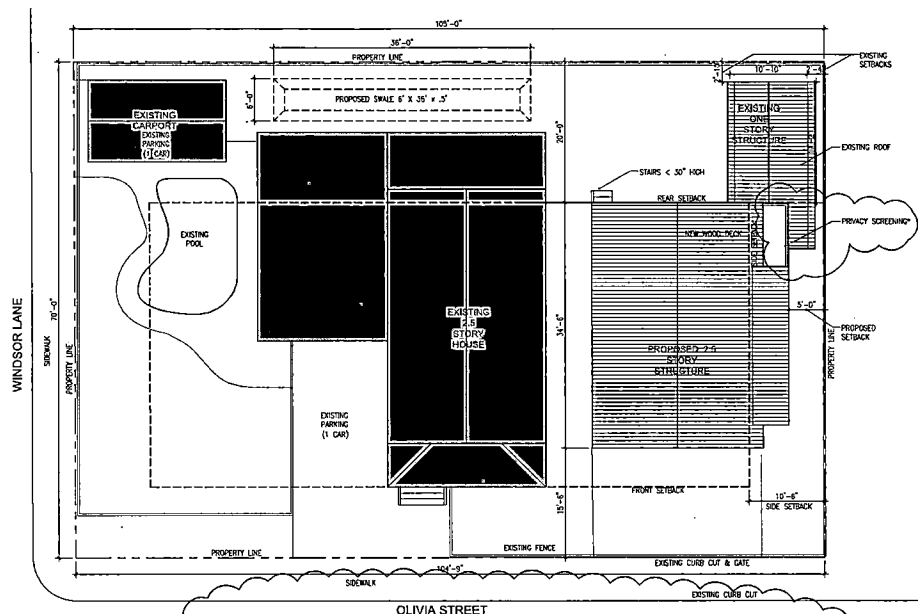 105'-0"
36'-0"
PROPERTY LINE
EXISTING
SETBACKS
10'-10"
2'-4"
6'-0"
PROPOSED SWALE 6' X 36' x .5'
EXISTING
CARPORT
EXISTING
PARKING
(1 CAR)
EXISTING
ONE
STORY
STRUCTURE
EXISTING ROOF
20'-0"
STAIRS < 30" HIGH
REAR SETBACK
PRIVACY SCREENING*
NEW WOOD DECK
SIDE SETBACK
EXISTING
POOL
WINDSOR LANE
SIDEWALK
70'-0"
PROPERTY LINE
EXISTING
2.5
STORY
HOUSE
34'-6"
5'-0"
PROPOSED
SETBACK
PROPERTY LINE
PROPOSED 2.5
STORY
STRUCTURE
EXISTING
PARKING
(1 CAR)
FRONT SETBACK
10'-6"
SIDE SETBACK
15'-6"
PROPERTY LINE
EXISTING FENCE
EXISTING CURB CUT & GATE
104'-9"
SIDEWALK
EXISTING CURB CUT
OLIVIA STREET